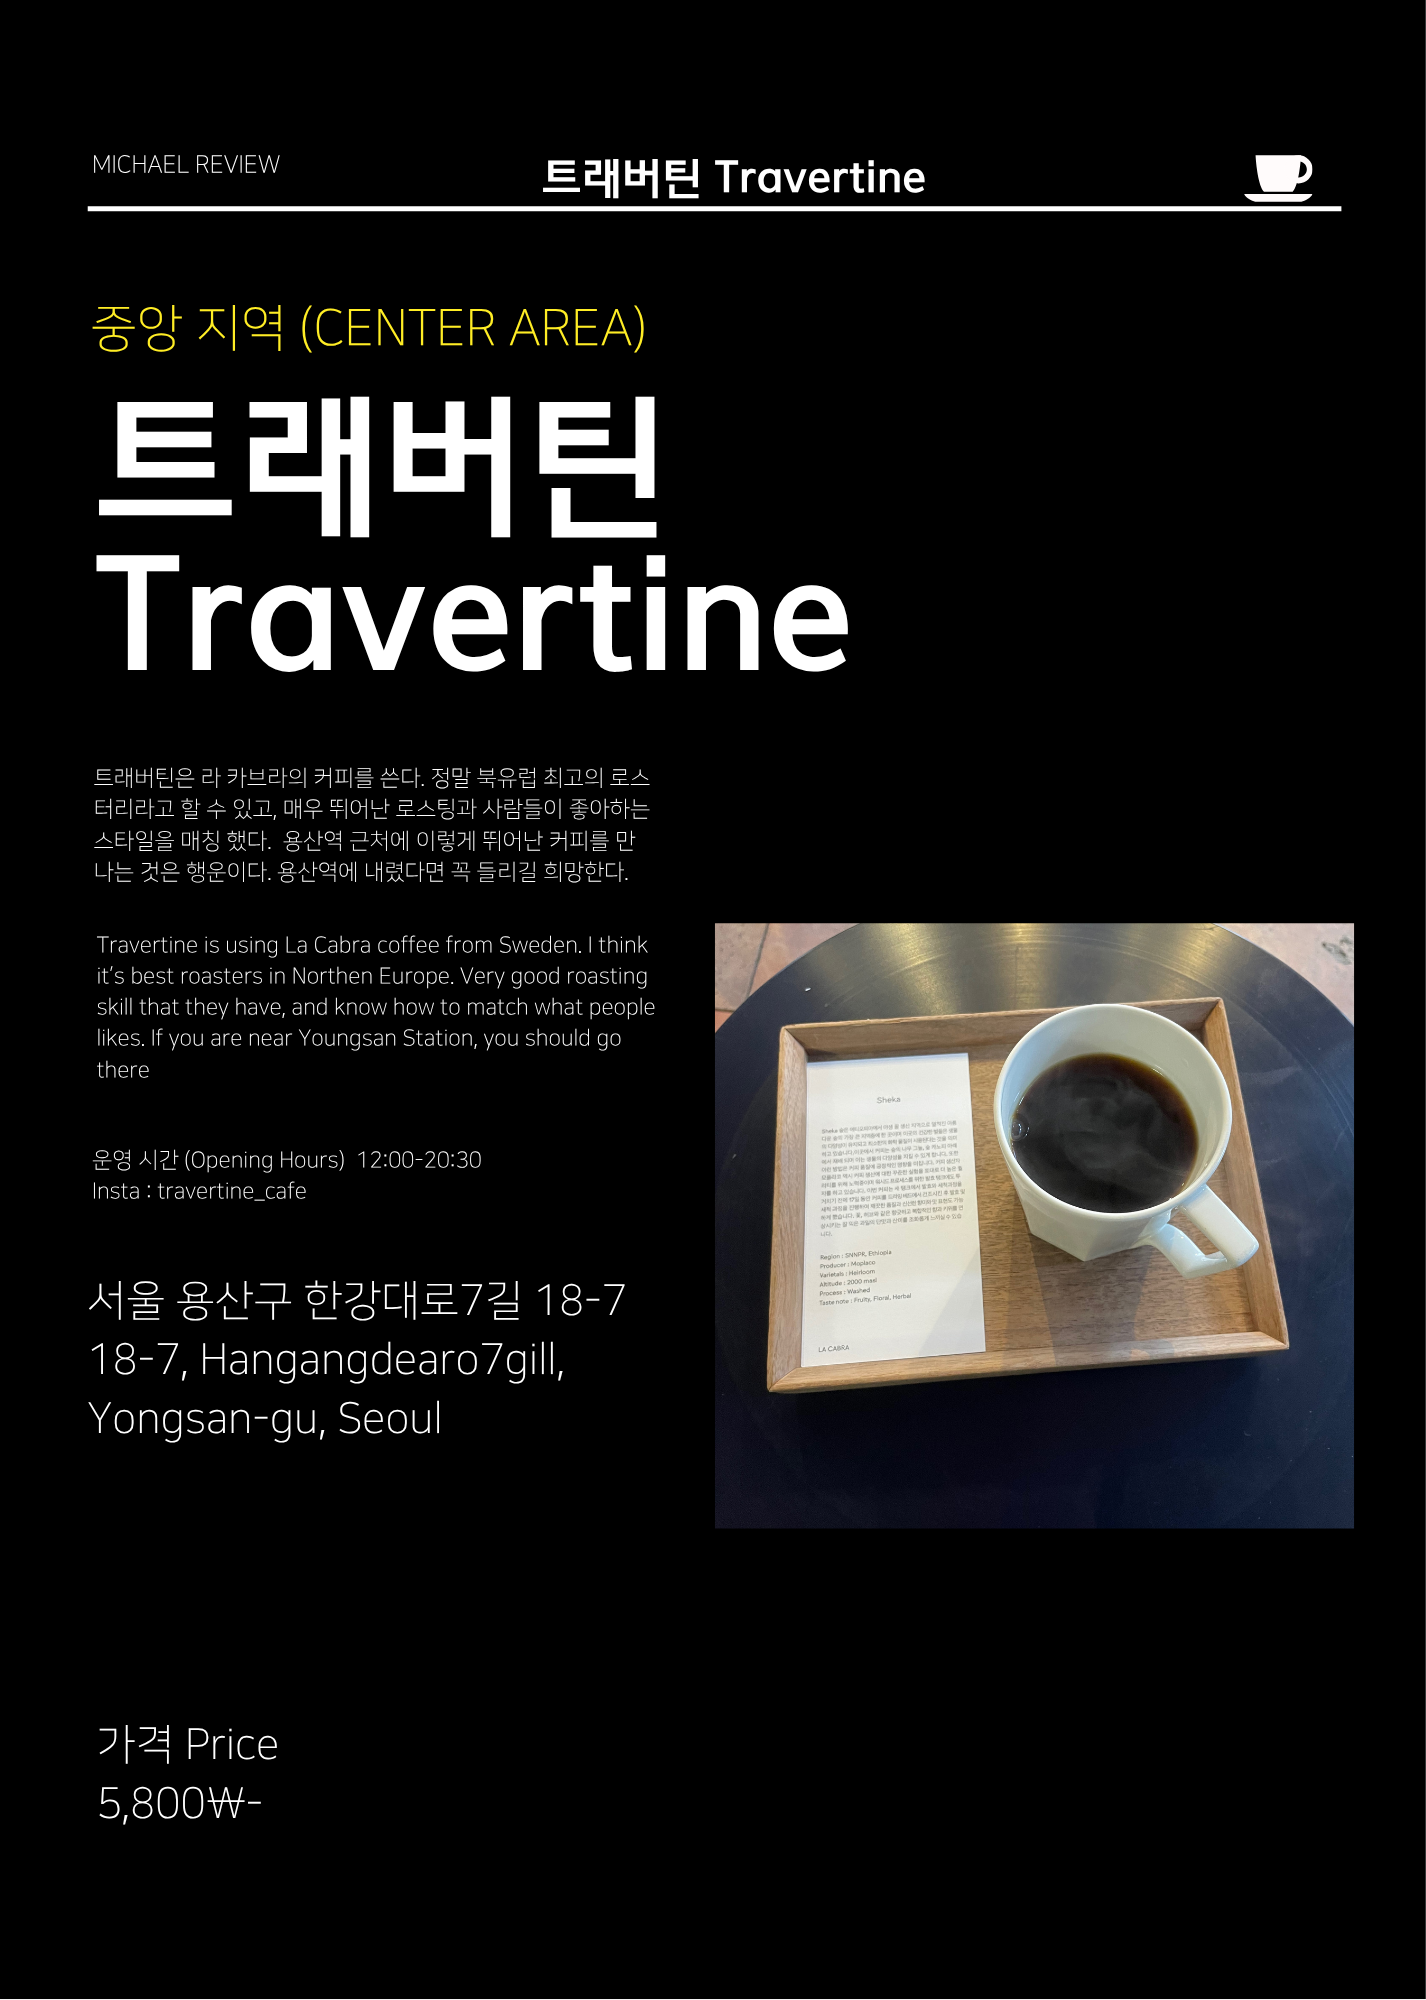 MICHAEL REVIEW
트래버틴 Travertine
중앙 지역 (CENTER AREA)
트래버틴
Travertine
트래버틴은 라 카브라의 커피를 쓴다. 정말 북유럽 최고의 로스
터리라고 할 수 있고, 매우 뛰어난 로스팅과 사람들이 좋아하는
스타일을 매칭 했다.  용산역 근처에 이렇게 뛰어난 커피를 만
나는 것은 행운이다. 용산역에 내렸다면 꼭 들리길 희망한다.
Travertine is using La Cabra coffee from Sweden. I think
it's best roasters in Northen Europe. Very good roasting
skill that they have, and know how to match what people
likes. If you are near Youngsan Station, you should go
there
운영 시간 (Opening Hours)  12:00-20:30
Insta : travertine_cafe
서울 용산구 한강대로7길 18-7
18-7, Hangangdearo7gill,
Yongsan-gu, Seoul
가격 Price
5,800₩-
Sheka
Region : SNNPR, Ethiopia
Producer : Moplaco
Varietals : Heirloom
Altitude : 2000 masl
Process : Washed
Taste note : Fruity, Floral, Herbal
LA CABRA